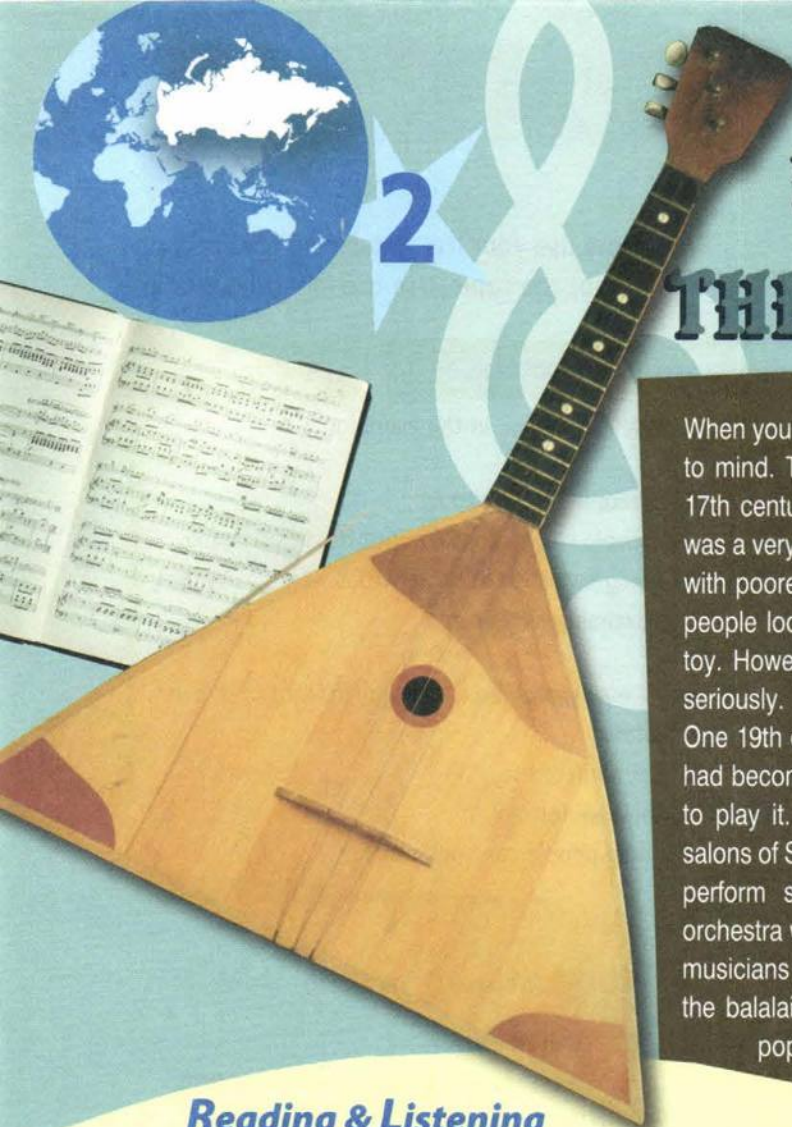 2
TH
When you
to mind. T
17th centu
was a very
with poore
people loo
toy. Howe
seriously.
One 19th
had becom
to play it.
salons of S
perform s
orchestra w
musicians
the balalai
pop
Reading & Listening